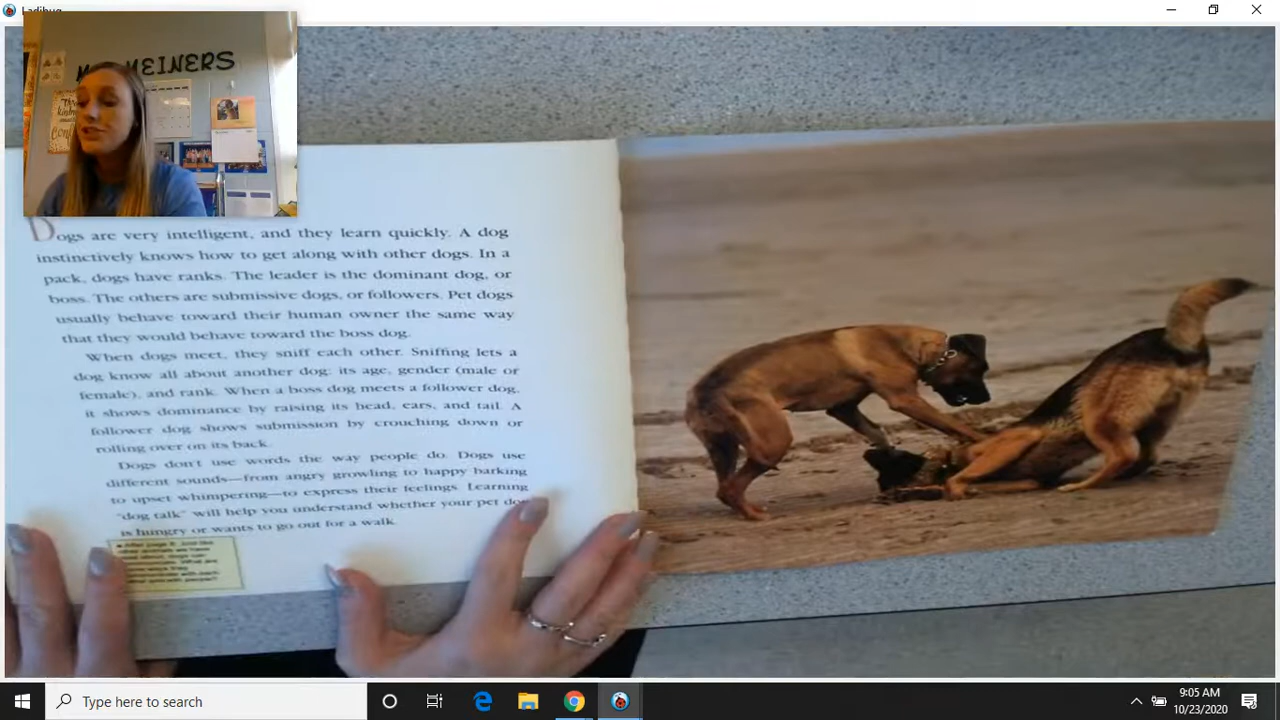 Ladibug
MEINERS
Dogs are very intelligent, and they learn quickly. A dog
instinctively knows how to get along with other dogs. In a
pack, dogs have ranks. The leader is the dominant dog, or
boss. The others are submissive dogs, or followers. Pet dogs
usually behave toward their human owner the same way
that they would behave toward the boss dog.
When dogs meet, they sniff each other. Sniffing lets a
dog know all about another dog: its age, gender (male or
female), and rank. When a boss dog meets a follower dog,
it shows dominance by raising its head, ears, and tail. A
follower dog shows submission by crouching down or
rolling over on its back.
Dogs don't use words the way people do. Dogs use
different sounds—from angry growling to happy barking
to upset whimpering—to express their feelings. Learning
"dog talk" will help you understand whether your pet dog
is hungry or wants to go out for a walk.
Type here to search
9:05 AM
10/23/2020